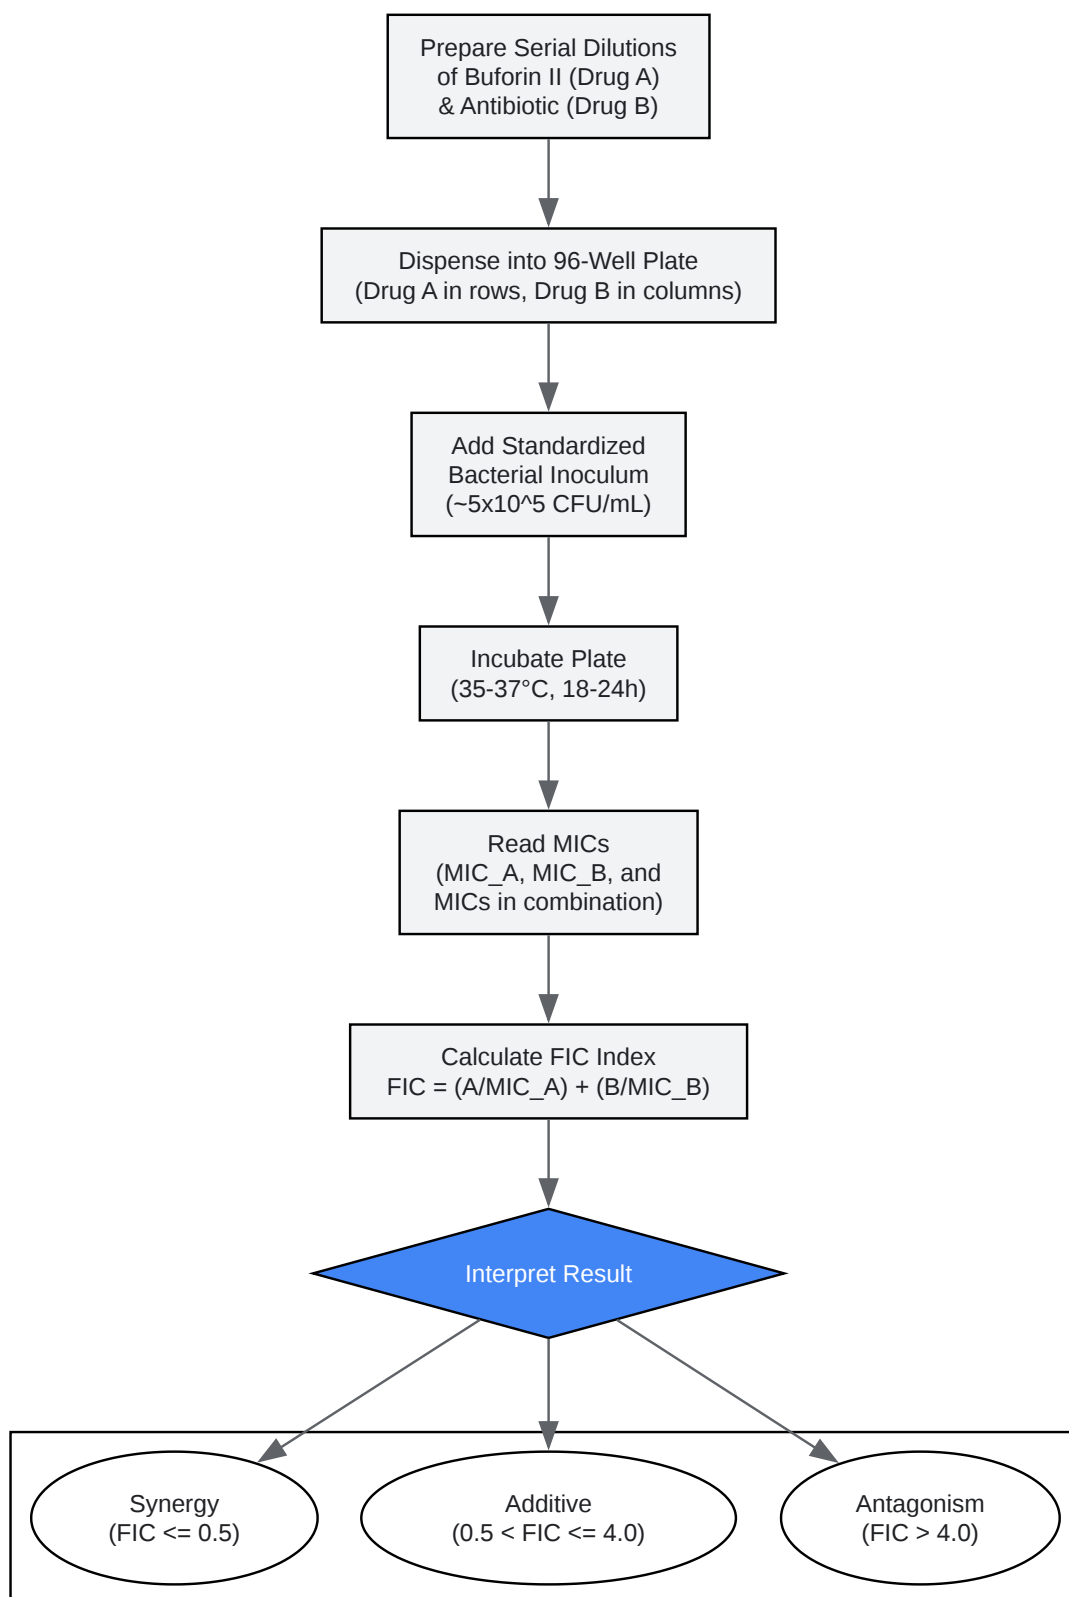 Prepare Serial Dilutions
of Buforin II (Drug A)
& Antibiotic (Drug B)
Dispense into 96-Well Plate
(Drug A in rows, Drug B in columns)
Add Standardized
Bacterial Inoculum
(~5x10^5 CFU/mL)
Incubate Plate
(35-37°C, 18-24h)
Read MICs
(MIC_A, MIC_B, and
MICs in combination)
Calculate FIC Index
FIC = (A/MIC_A) + (B/MIC_B)
Interpret Result
Synergy
(FIC <= 0.5)
Additive
(0.5 < FIC <= 4.0)
Antagonism
(FIC > 4.0)